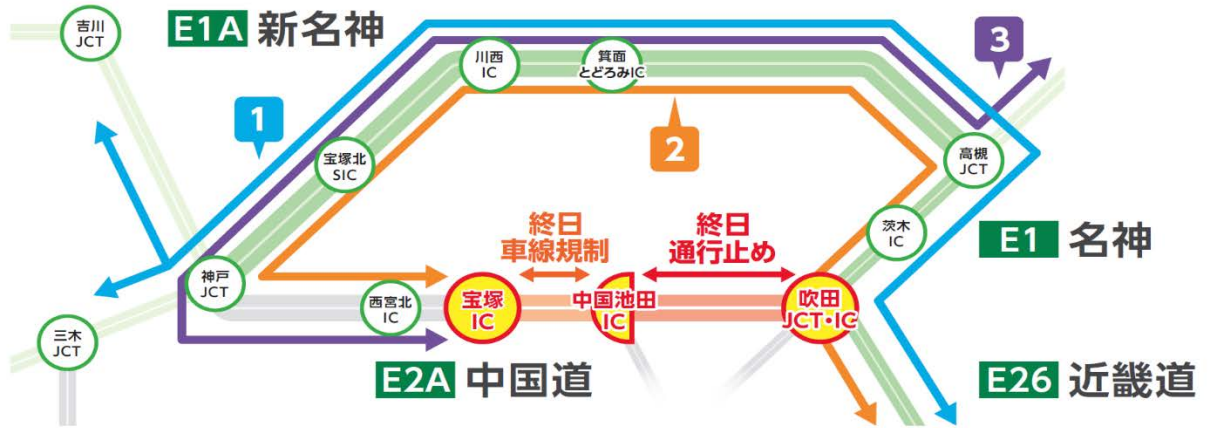 吉川
JCT
E1A 新名神
川西
IC
箕面
とどろみIC
3
1
2
宝塚北
SIC
高槻
JCT
茨木
IC
E1 名神
終日
車線規制
終日
通行止め
神戸
JCT
西宮北
IC
宝塚
IC
中国池田
IC
吹田
JCT・IC
三木
JCT
E2A 中国道
E26 近畿道